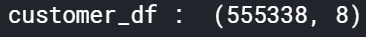 customer_df :  (555338, 8)